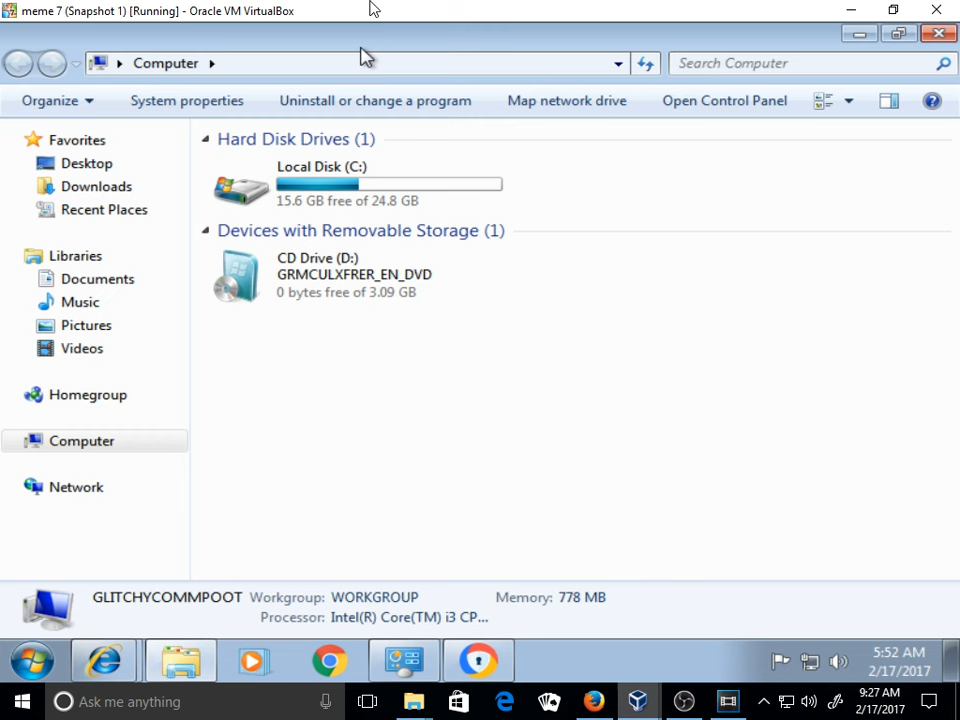 meme 7 (Snapshot 1) [Running] - Oracle VM VirtualBox
Computer
Search Computer
Organize System properties Uninstall or change a program Map network drive Open Control Panel
Favorites
Desktop
Downloads
Recent Places
Libraries
Documents
Music
Pictures
Videos
Homegroup
Computer
Network
Hard Disk Drives (1)
Local Disk (C:)
15.6 GB free of 24.8 GB
Devices with Removable Storage (1)
CD Drive (D:)
GRMCULXFRER_EN_DVD
0 bytes free of 3.09 GB
GLITCHYCOMMPOOT Workgroup: WORKGROUP Memory: 778 MB
Processor: Intel(R) Core(TM) i3 CP...
5:52 AM
2/17/2017
Ask me anything
9:27 AM
2/17/2017